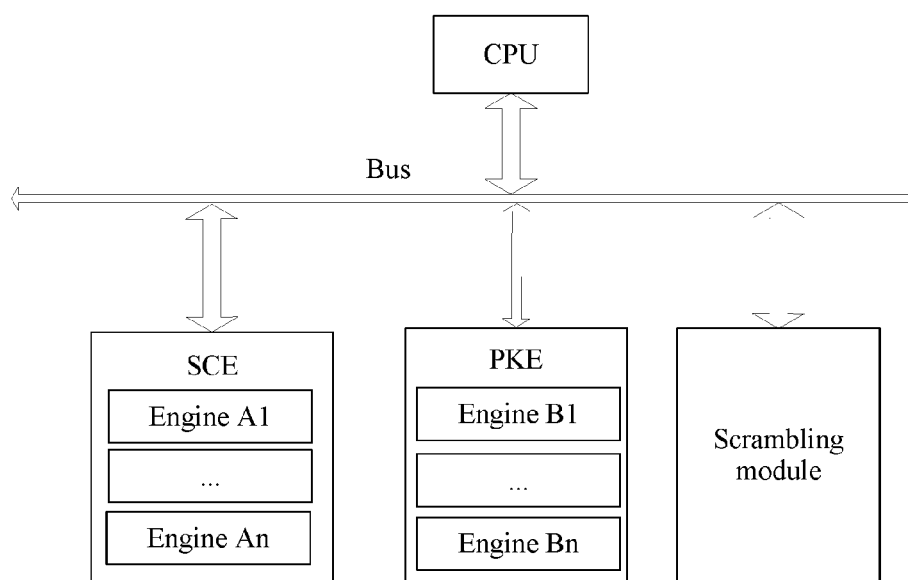 CPU
Bus
SCE
Engine A1
...
Engine An
PKE
Engine B1
...
Engine Bn
Scrambling
module